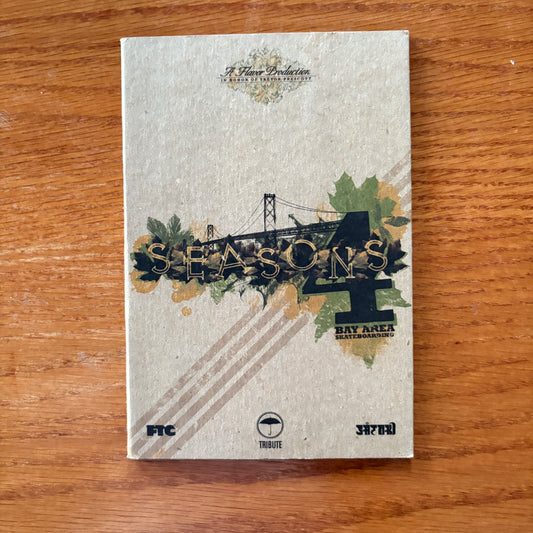 A Flavor Production
IN HONOR OF TREVOR PRESCOTT
SEASONS
4
BAY AREA
SKATEBOARDING
FTC
TRIBUTE